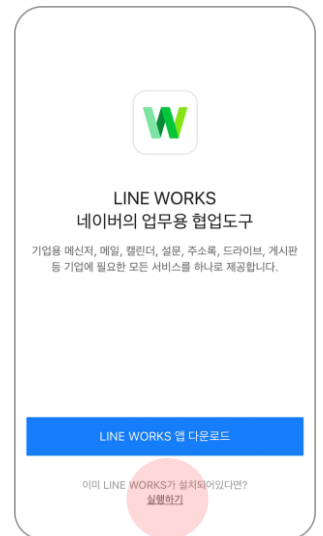 LINE WORKS
네이버의 업무용 협업도구
기업용 메신저, 메일, 캘린더, 설문, 주소록, 드라이브, 게시판
등 기업에 필요한 모든 서비스를 하나로 제공합니다.
LINE WORKS 앱 다운로드
이미 LINE WORKS가 설치되어있다면?
실행하기